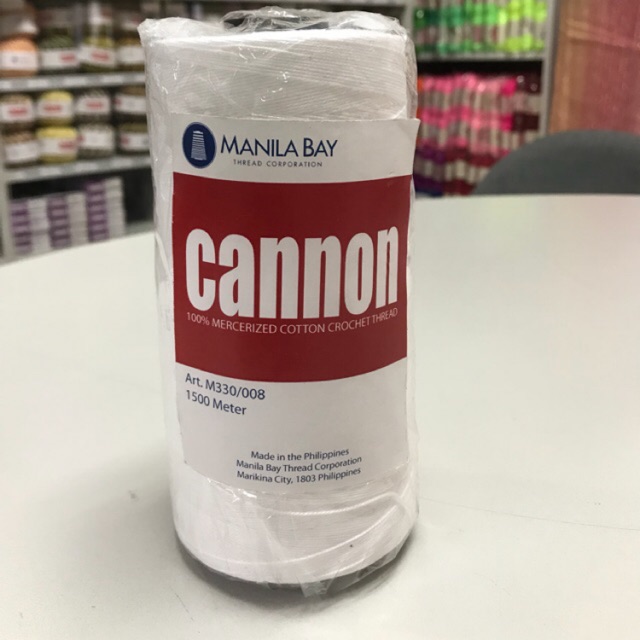 MANILA BAY
THREAD CORPORATION
cannon
100% MERCERIZED COTTON CROCHET THREAD
Art. M330/008
1500 Meter
Made in the Philippines
Manila Bay Thread Corporation
Marikina City, 1803 Philippines